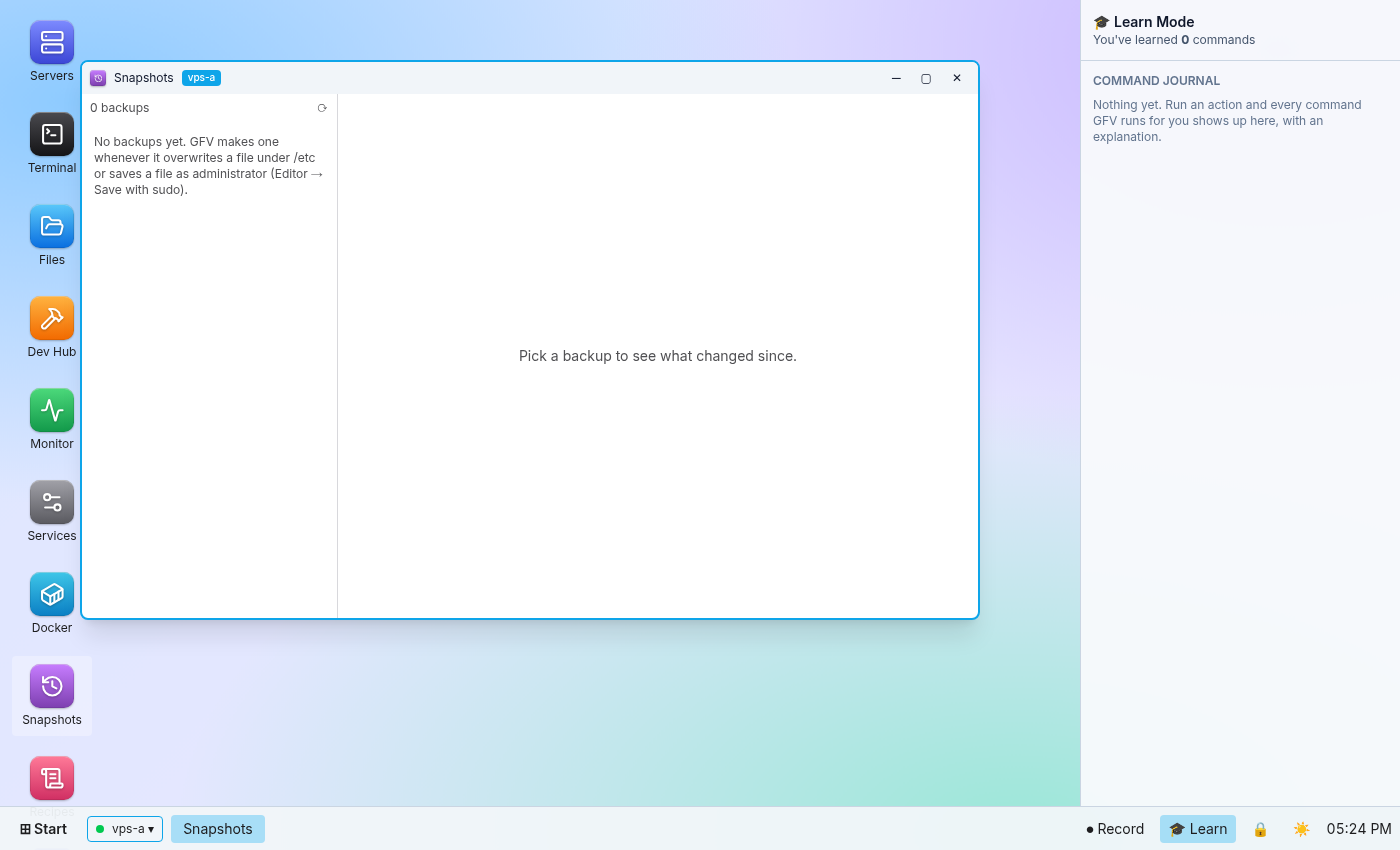 Servers
Terminal
Files
Dev Hub
Monitor
Services
Docker
Snapshots
Recipes
Snapshots vps-a
0 backups
No backups yet. GFV makes one
whenever it overwrites a file under /etc
or saves a file as administrator (Editor →
Save with sudo).
Pick a backup to see what changed since.
Learn Mode
You've learned 0 commands
COMMAND JOURNAL
Nothing yet. Run an action and every command
GFV runs for you shows up here, with an
explanation.
Start vps-a ▾ Snapshots ● Record Learn 05:24 PM